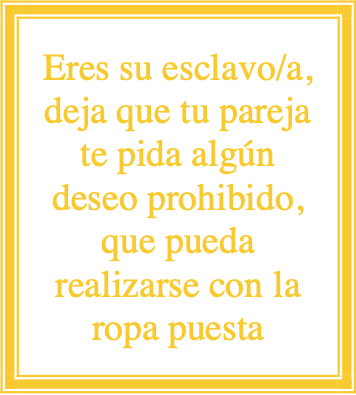 Eres su esclavo/a,
deja que tu pareja
te pida algún
deseo prohibido,
que pueda
realizarse con la
ropa puesta